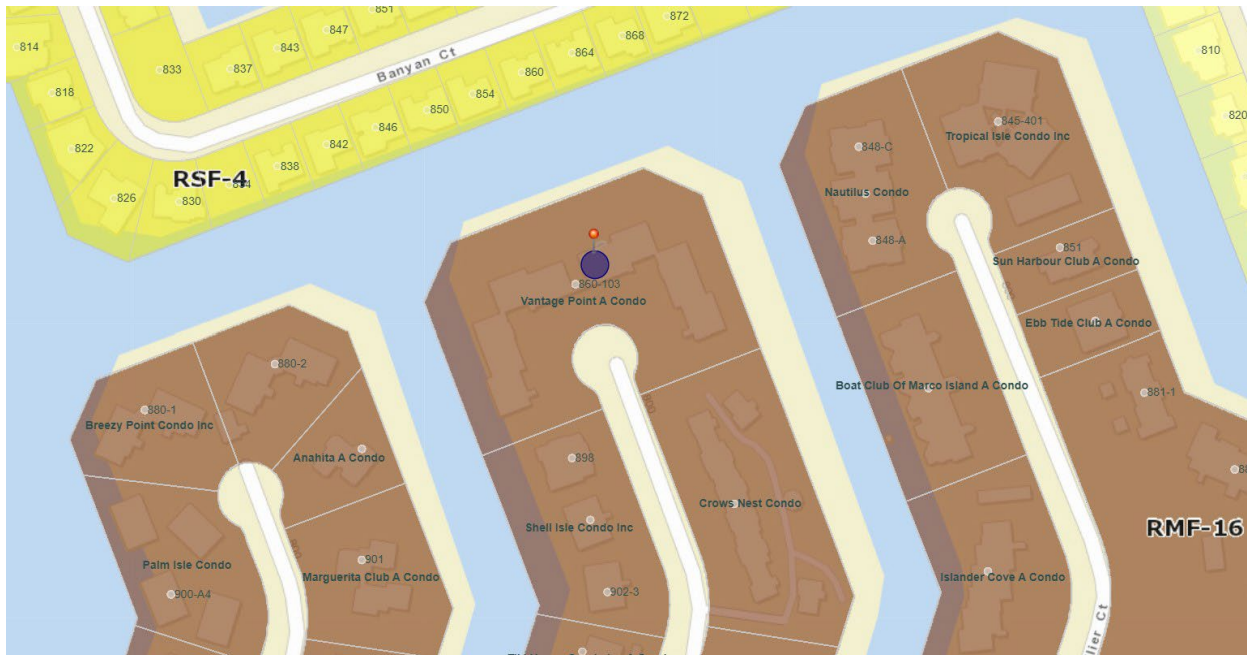 851
872
847
868
843
864
814
837
833
860
Banyan Ct
810
818
854
850
820
846
845-401
Tropical Isle Condo Inc
842
848-C
822
838
RSF-4
Nautilus Condo
826
830
848-A
851
Sun Harbour Club A Condo
860-103
Vantage Point A Condo
Ebb Tide Club A Condo
880-2
Boat Club Of Marco Island A Condo
881-1
800
880-1
Breezy Point Condo Inc
Anahita A Condo
898
Crows Nest Condo
Shell Isle Condo Inc
RMF-16
800
901
Palm Isle Condo
Marguerita Club A Condo
Islander Cove A Condo
900-A4
902-3
lier Ct